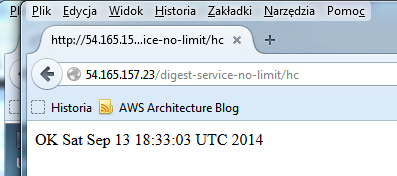 Plik
Plik Edycja Widok Historia Zakładki Narzędzia Pomoc
http://54.165.15...ice-no-limit/hc
54.165.157.23/digest-service-no-limit/hc
Historia AWS Architecture Blog
OK Sat Sep 13 18:33:03 UTC 2014